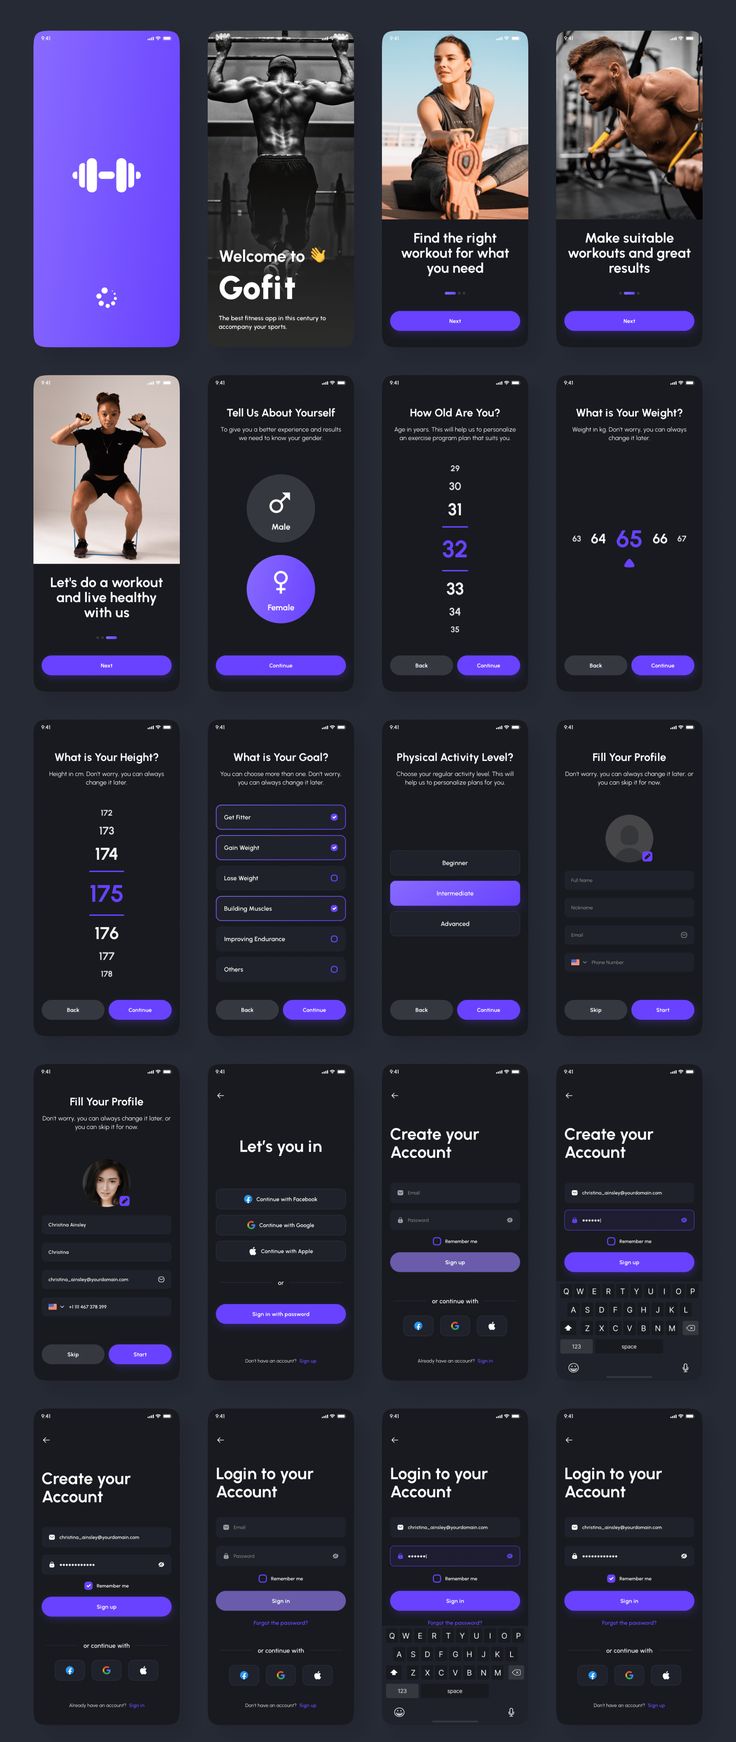 9:41
9:41
Welcome to 👋
Gofit
The best fitness app in this century to
accompany your sports.
9:41
Find the right
workout for what
you need
Next
9:41
Make suitable
workouts and great
results
Next
9:41
Let's do a workout
and live healthy
with us
Next
9:41
Tell Us About Yourself
To give you a better experience and results
we need to know your gender.
Male
Female
Continue
9:41
How Old Are You?
Age in years. This will help us to personalize
an exercise program plan that suits you.
29
30
31
32
33
34
35
Back
Continue
9:41
What is Your Weight?
Weight in kg. Don't worry, you can always
change it later.
63 64 65 66 67
Back
Continue
9:41
What is Your Height?
Height in cm. Don't worry, you can always
change it later.
172
173
174
175
176
177
178
Back
Continue
9:41
What is Your Goal?
You can choose more than one. Don't worry,
you can always change it later.
Get Fitter
Gain Weight
Lose Weight
Building Muscles
Improving Endurance
Others
Back
Continue
9:41
Physical Activity Level?
Choose your regular activity level. This will
help us to personalize plans for you.
Beginner
Intermediate
Advanced
Back
Continue
9:41
Fill Your Profile
Don't worry, you can always change it later, or
you can skip it for now.
Full Name
Nickname
Email
Phone Number
Skip
Start
9:41
Fill Your Profile
Don't worry, you can always change it later, or
you can skip it for now.
Christina Ainsley
Christina
christina_ainsley@yourdomain.com
+1 111 467 378 399
Skip
Start
9:41
Let's you in
Continue with Facebook
Continue with Google
Continue with Apple
or
Sign in with password
Don't have an account? Sign up
9:41
Create your
Account
Email
Password
Remember me
Sign up
or continue with
Already have an account? Sign in
9:41
Create your
Account
christina_ainsley@yourdomain.com
••••••|
Remember me
Sign up
Q W E R T Y U I O P
A S D F G H J K L
Z X C V B N M
123 space
9:41
Create your
Account
christina_ainsley@yourdomain.com
••••••••••••
Remember me
Sign up
or continue with
Already have an account? Sign in
9:41
Login to your
Account
Email
Password
Remember me
Sign in
Forgot the password?
or continue with
Don't have an account? Sign up
9:41
Login to your
Account
christina_ainsley@yourdomain.com
••••••|
Remember me
Sign in
Forgot the password?
Q W E R T Y U I O P
A S D F G H J K L
Z X C V B N M
123 space
9:41
Login to your
Account
christina_ainsley@yourdomain.com
••••••••••••
Remember me
Sign in
Forgot the password?
or continue with
Don't have an account? Sign up